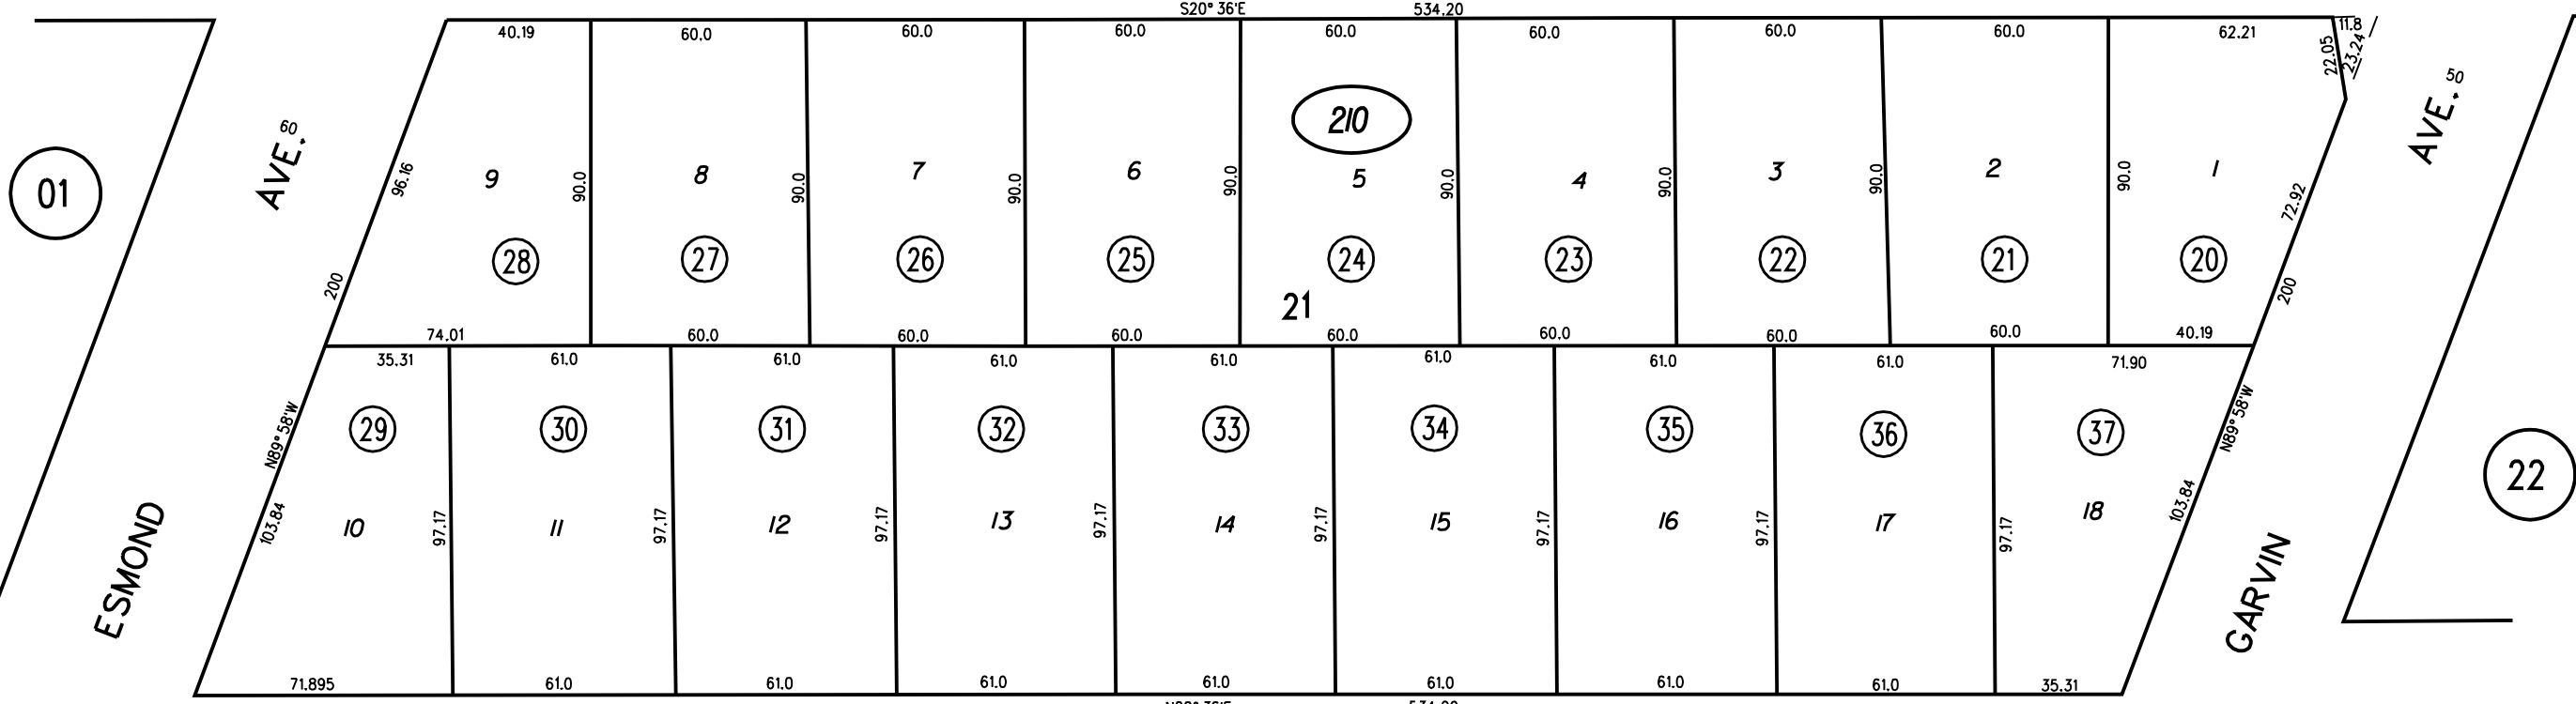 S20° 36'E 534.20
40.19 60.0 60.0 60.0 60.0 60.0 60.0 60.0 62.21 11.8
22.05 23.24
AVE. 60
AVE. 50
210
01
96.16 9 90.0 8 90.0 7 90.0 6 90.0 5 90.0 4 90.0 3 90.0 2 90.0 1 72.92
28 27 26 25 24 23 22 21 20
200 21 200
74.01 60.0 60.0 60.0 60.0 60.0 60.0 60.0 40.19
35.31 61.0 61.0 61.0 61.0 61.0 61.0 61.0 71.90
N89° 58'W 29 30 31 32 33 34 35 36 37 N89° 58'W
22
103.84 10 97.17 11 97.17 12 97.17 13 97.17 14 97.17 15 97.17 16 97.17 17 97.17 18 103.84
ESMOND
GARVIN
71.895 61.0 61.0 61.0 61.0 61.0 61.0 61.0 35.31